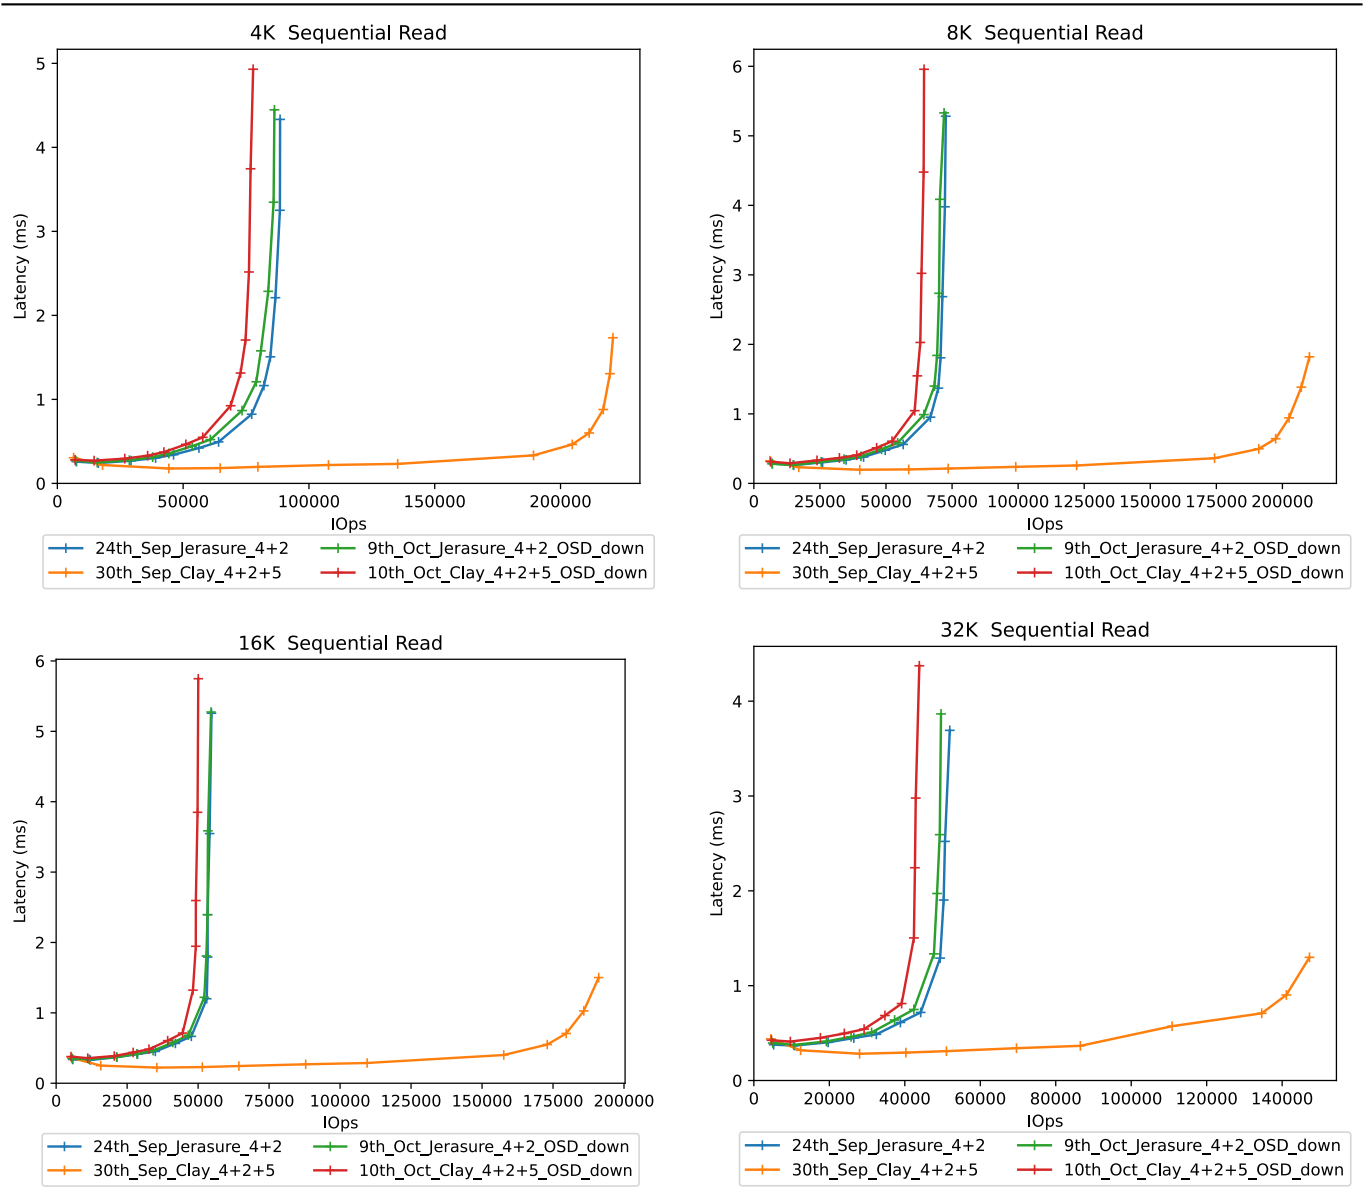 4K  Sequential Read
5
4
3
2
1
0
Latency (ms)
0 50000 100000 150000 200000
IOps
24th_Sep_Jerasure_4+2 9th_Oct_Jerasure_4+2_OSD_down
30th_Sep_Clay_4+2+5 10th_Oct_Clay_4+2+5_OSD_down
8K  Sequential Read
6
5
4
3
2
1
0
Latency (ms)
0 25000 50000 75000 100000 125000 150000 175000 200000
IOps
24th_Sep_Jerasure_4+2 9th_Oct_Jerasure_4+2_OSD_down
30th_Sep_Clay_4+2+5 10th_Oct_Clay_4+2+5_OSD_down
16K  Sequential Read
6
5
4
3
2
1
0
Latency (ms)
0 25000 50000 75000 100000 125000 150000 175000 200000
IOps
24th_Sep_Jerasure_4+2 9th_Oct_Jerasure_4+2_OSD_down
30th_Sep_Clay_4+2+5 10th_Oct_Clay_4+2+5_OSD_down
32K  Sequential Read
4
3
2
1
0
Latency (ms)
0 20000 40000 60000 80000 100000 120000 140000
IOps
24th_Sep_Jerasure_4+2 9th_Oct_Jerasure_4+2_OSD_down
30th_Sep_Clay_4+2+5 10th_Oct_Clay_4+2+5_OSD_down